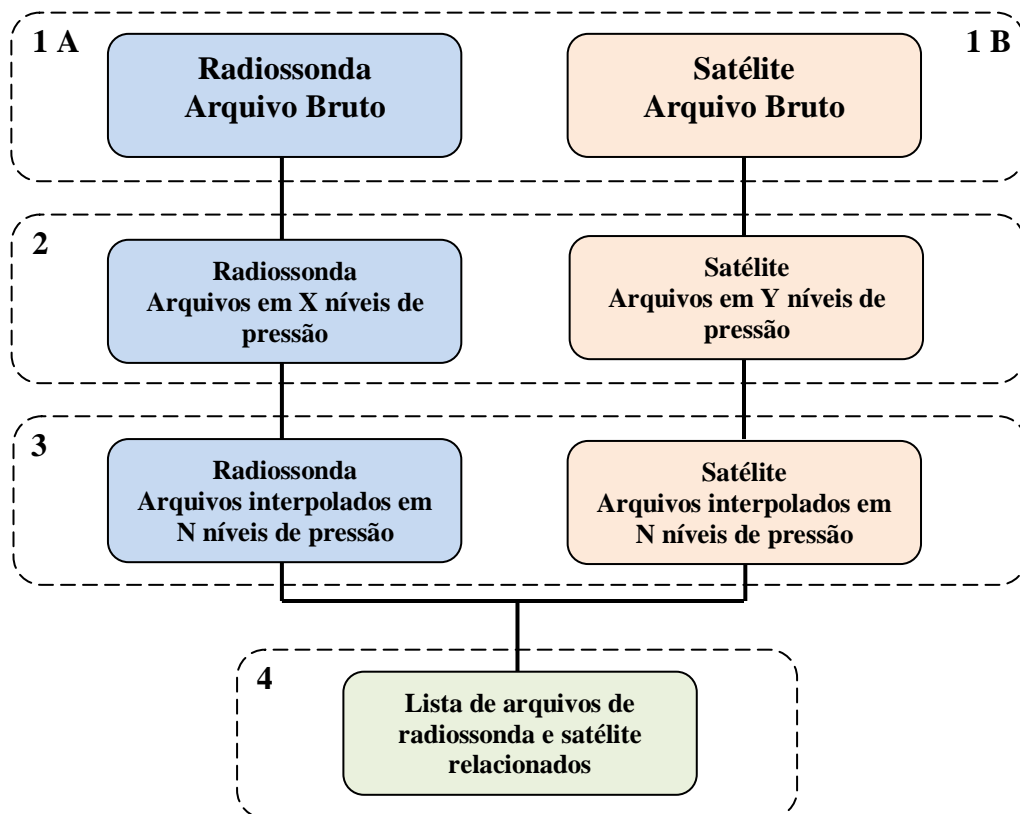 1 A
Radiossonda
Arquivo Bruto
1 B
Satélite
Arquivo Bruto
2
Radiossonda
Arquivos em X níveis de
pressão
Satélite
Arquivos em Y níveis de
pressão
3
Radiossonda
Arquivos interpolados em
N níveis de pressão
Satélite
Arquivos interpolados em
N níveis de pressão
4
Lista de arquivos de
radiossonda e satélite
relacionados